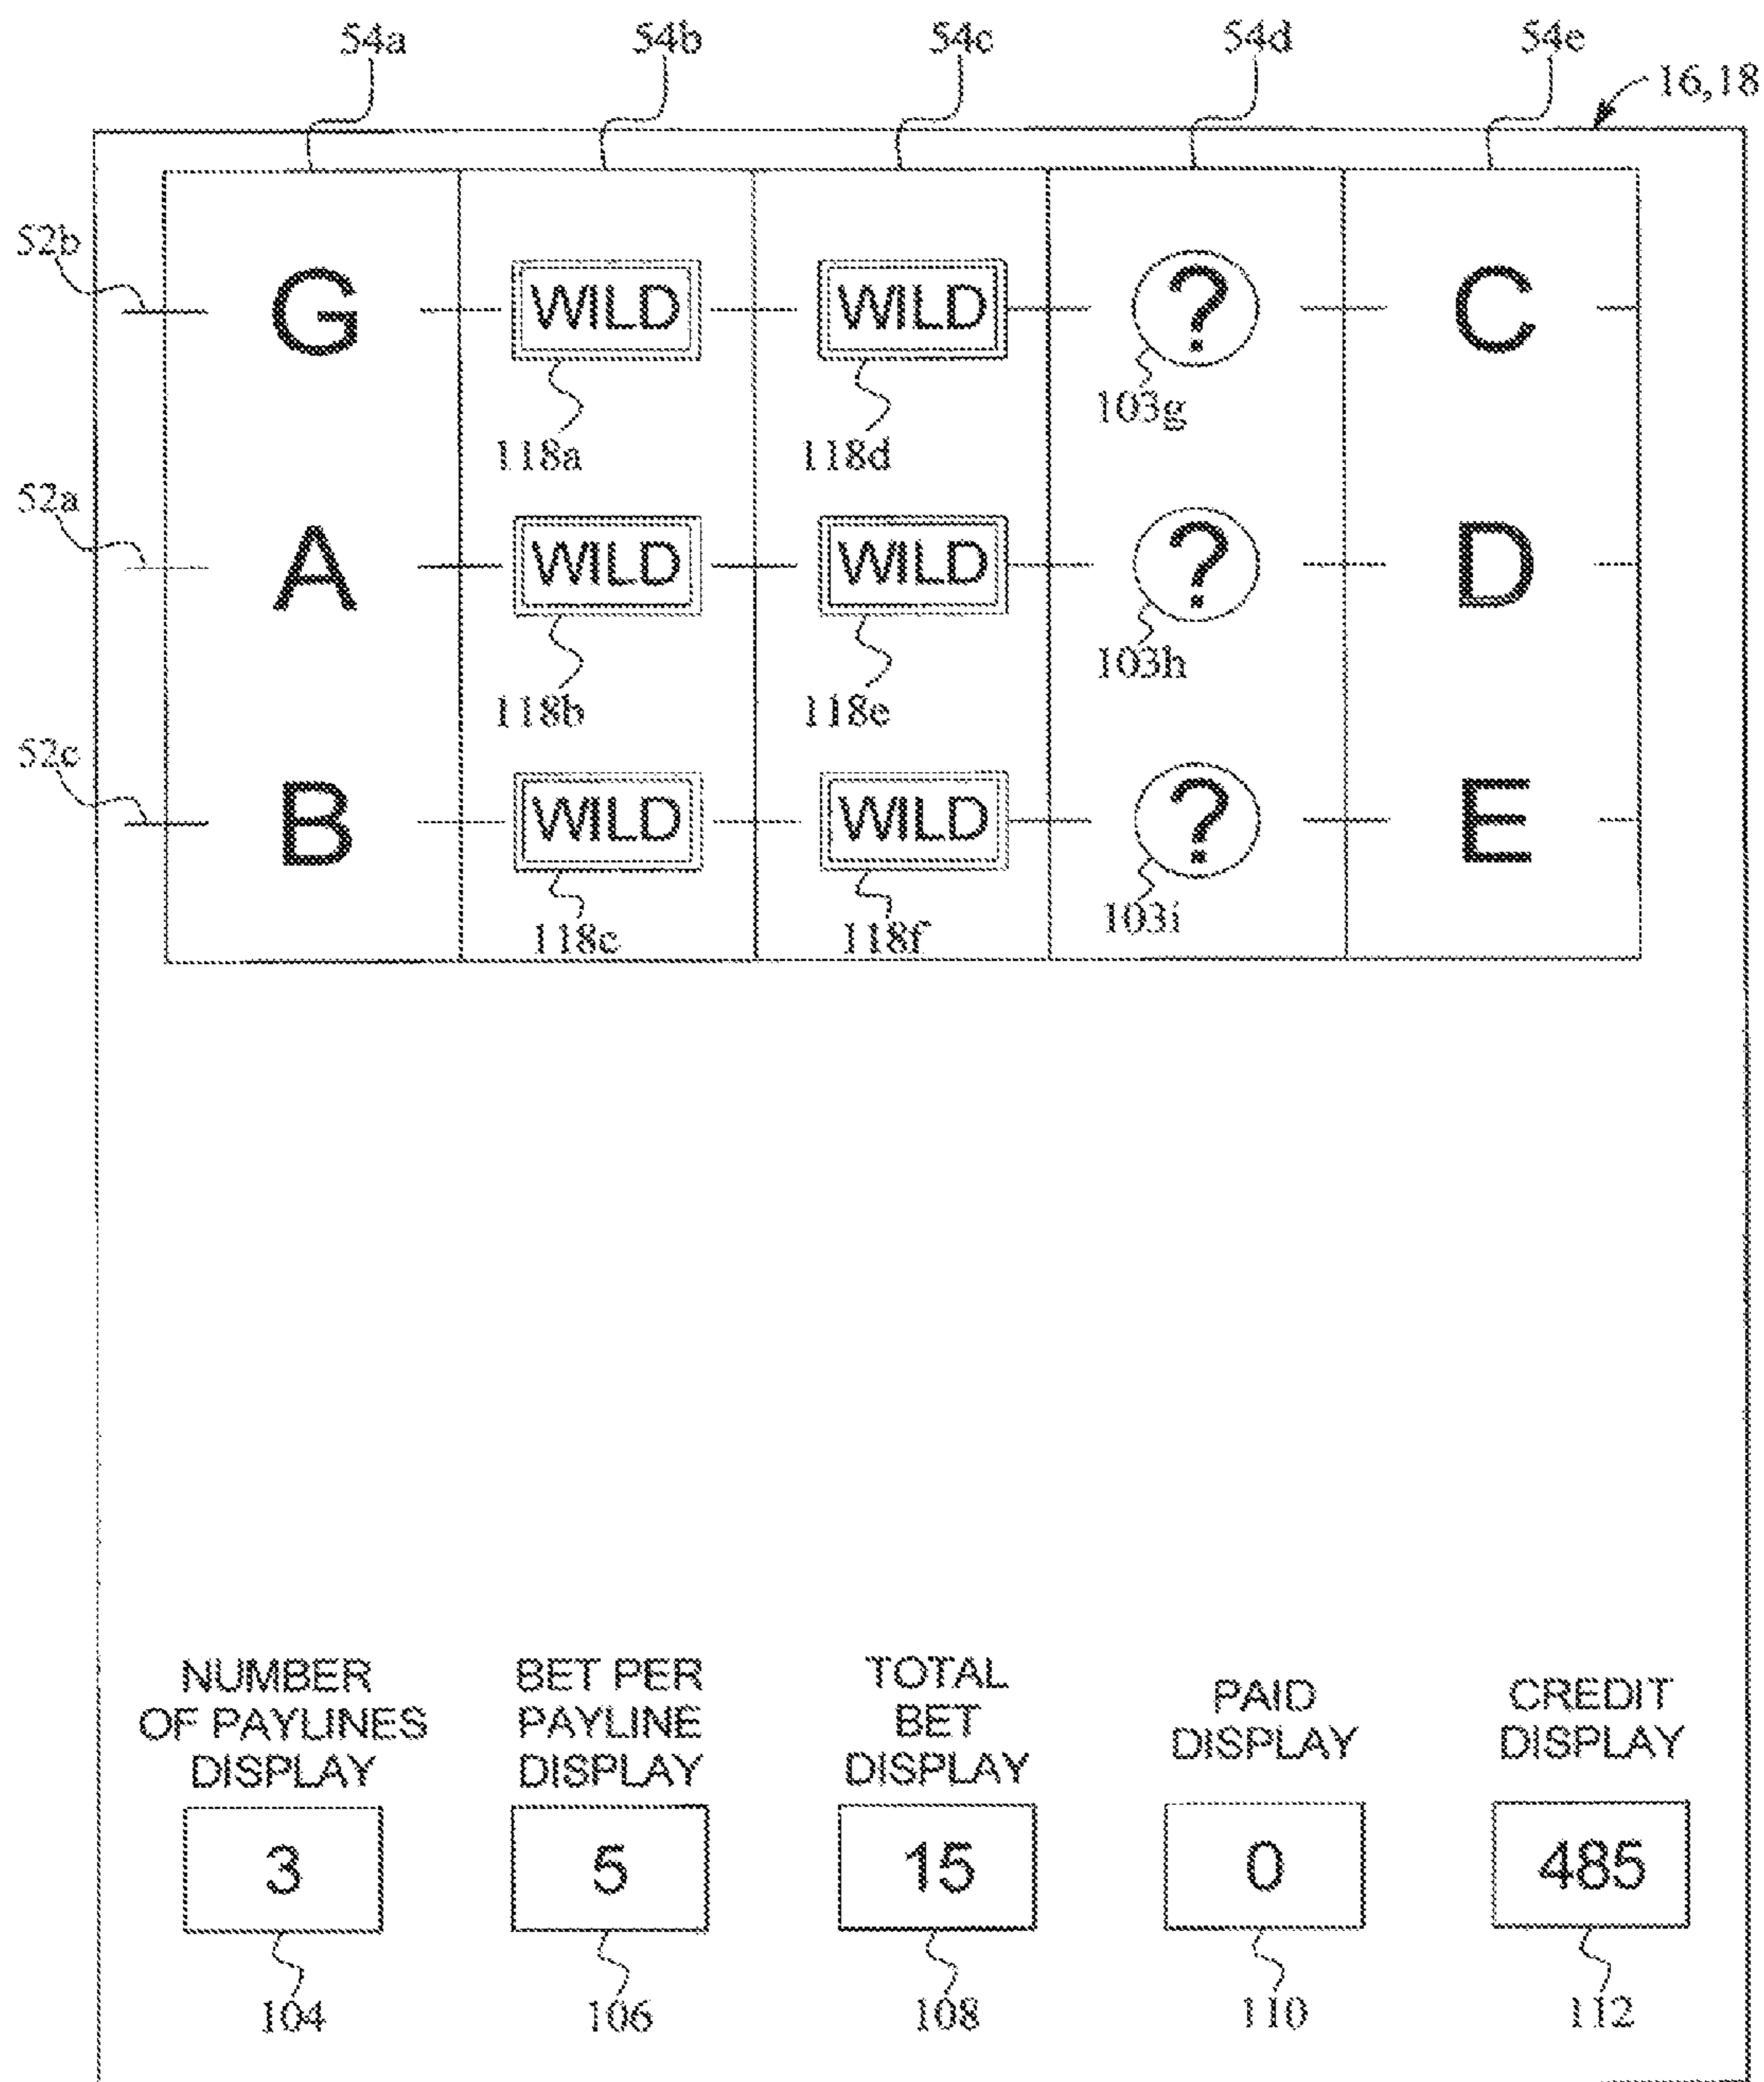 54a 54b 54c 54d 54e
16,18
52b G WILD WILD ? C
103g
118a 118d
52a A WILD WILD ? D
103h
118b 118e
52c B WILD WILD ? E
103i
118c 118f
NUMBER OF PAYLINES DISPLAY
BET PER PAYLINE DISPLAY
TOTAL BET DISPLAY
PAID DISPLAY
CREDIT DISPLAY
3 5 15 0 485
104 106 108 110 112